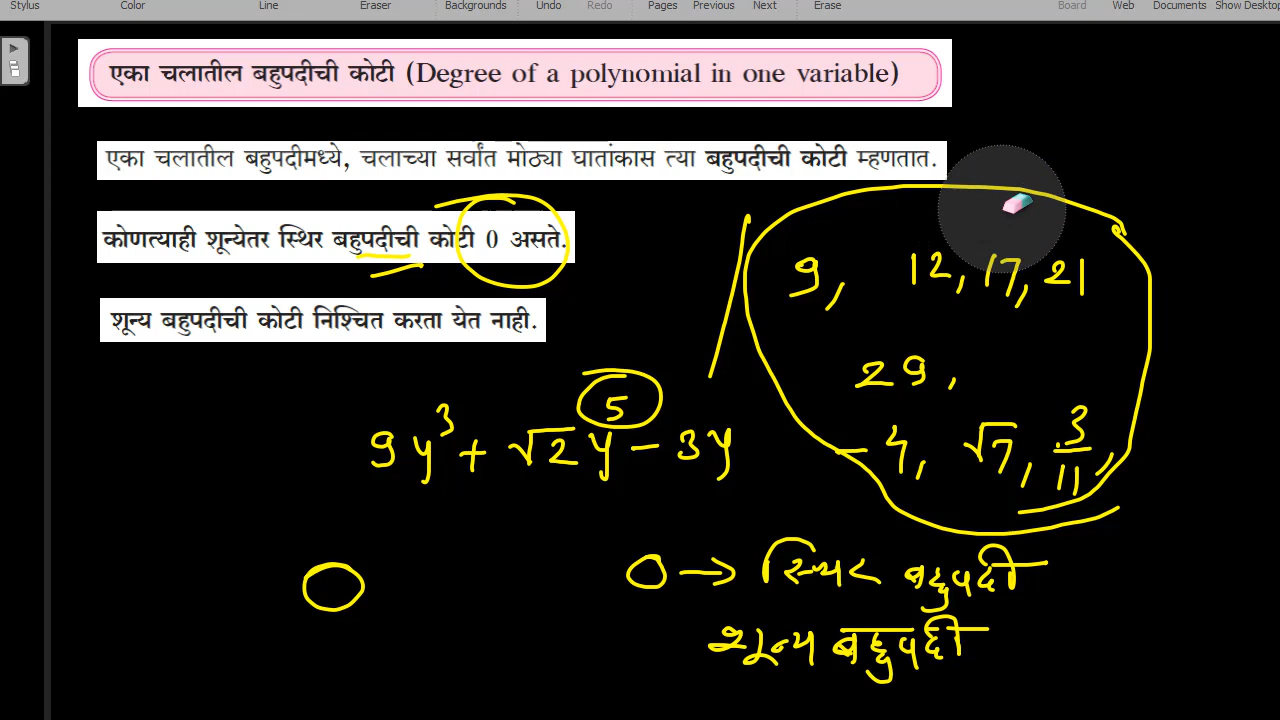 Stylus Color Line Eraser Backgrounds Undo Redo Pages Previous Next Erase Board Web Documents Show Deskto
एका चलातील बहुपदीची कोटी (Degree of a polynomial in one variable)
एका चलातील बहुपदीमध्ये, चलाच्या सर्वांत मोठ्या घातांकास त्या बहुपदीची कोटी म्हणतात.
कोणत्याही शून्येतर स्थिर बहुपदीची कोटी 0 असते.
9, 12, 17, 21
शून्य बहुपदीची कोटी निश्चित करता येत नाही.
29,
9y³ + √2y⁵ - 3y
-4, √7, 3/11,
0 → स्थिर बहुपदी
शून्य बहुपदी
0